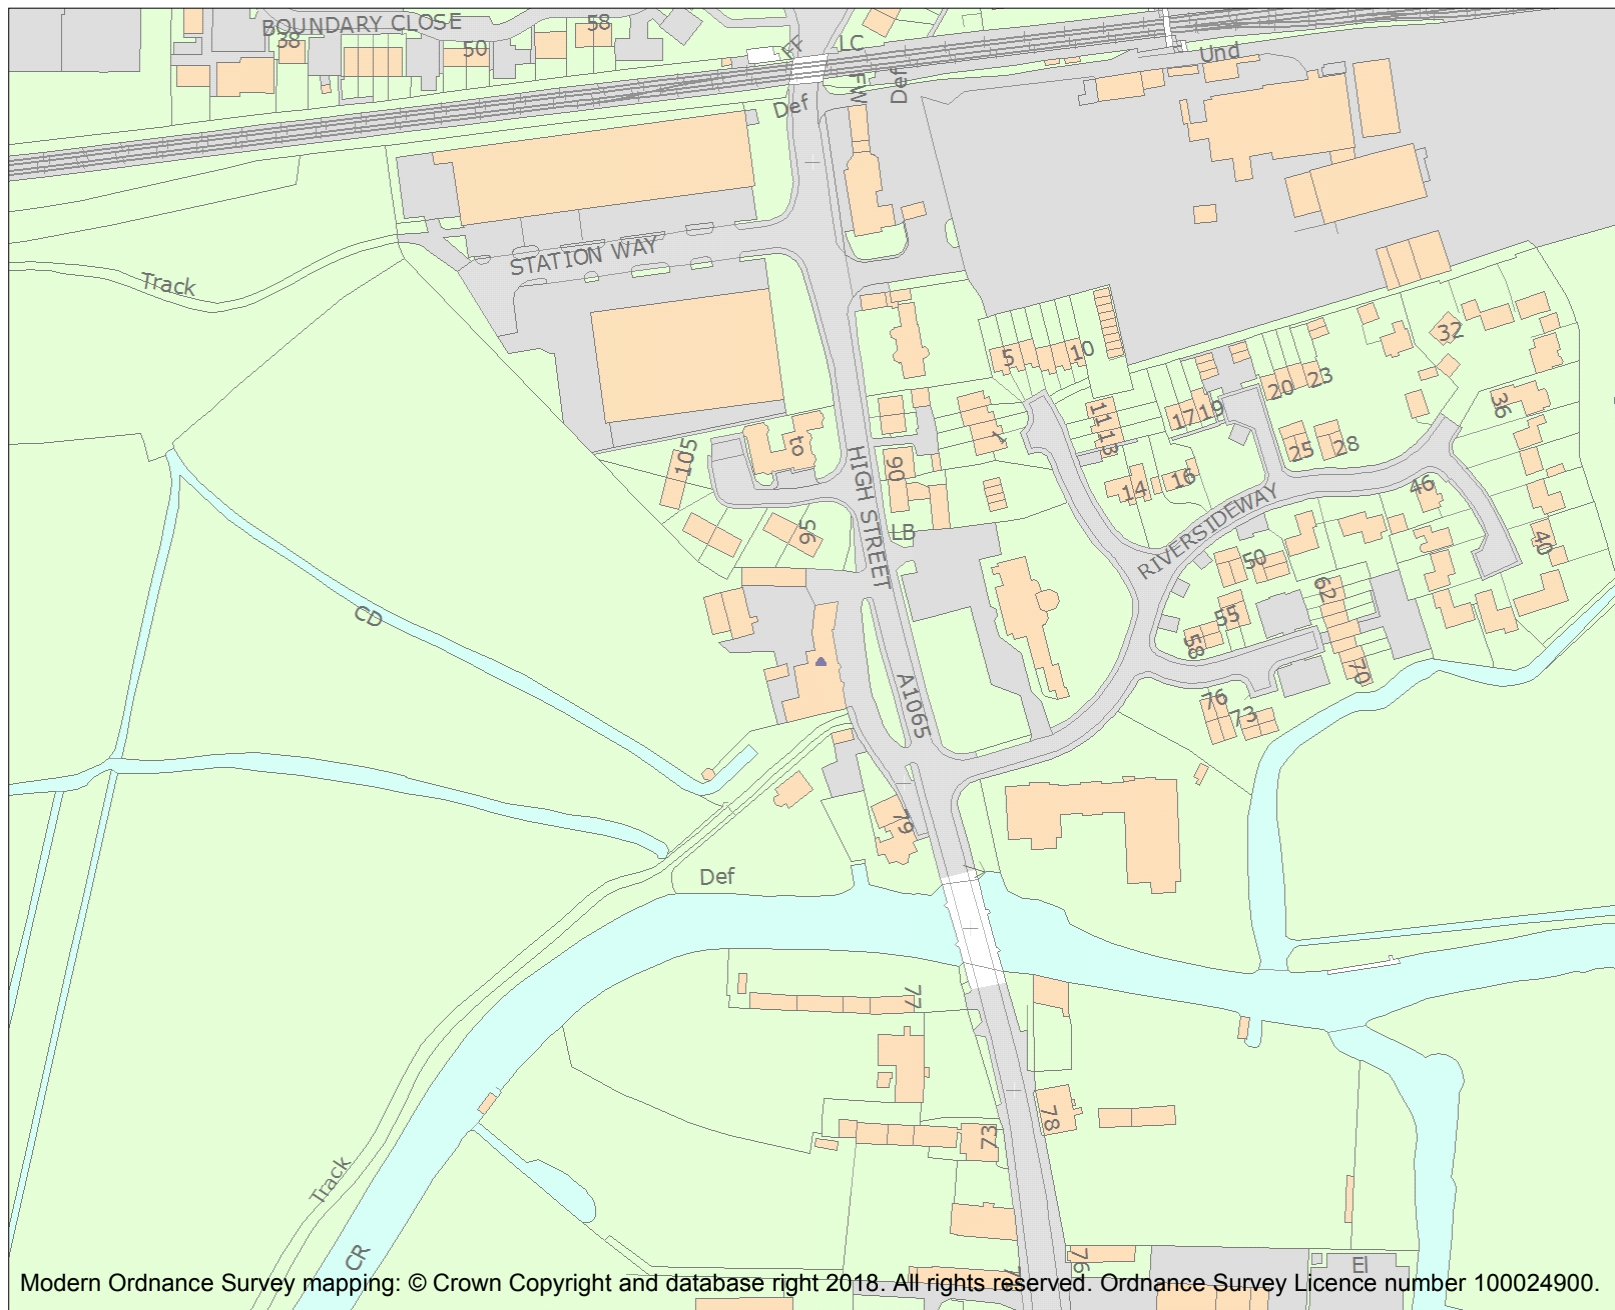 BOUNDARY CLOSE
58
38
50
FF
LC
Und
FW
Def
Def
STATION WAY
Track
32
5
10
20
23
36
1719
11
13
1
25
28
105
to
90
HIGH STREET
14
16
46
95
LB
RIVERSIDEWAY
40
50
62
CD
55
58
70
A1065
76
73
79
Def
77
78
73
Track
CR
76
El
Modern Ordnance Survey mapping: © Crown Copyright and database right 2018. All rights reserved. Ordnance Survey Licence number 100024900.